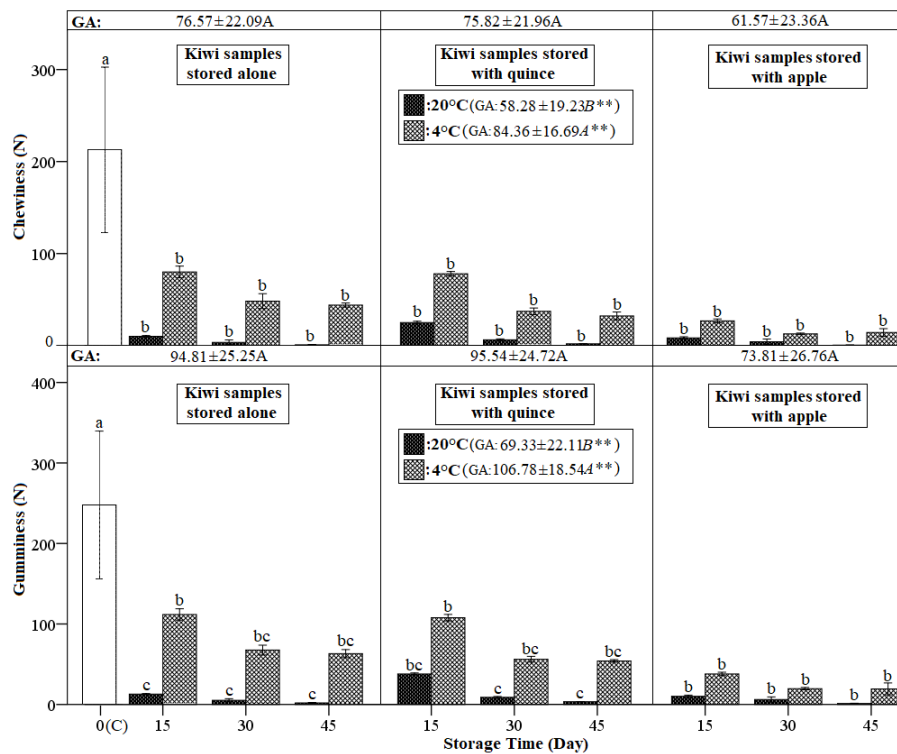 GA: 76.57±22.09A 75.82±21.96A 61.57±23.36A
Kiwi samples
stored alone
Kiwi samples stored
with quince
Kiwi samples stored
with apple
:20°C(GA:58.28±19.23B**)
:4°C(GA:84.36±16.69A**)
Chewiness (N)
300
200
100
0
a
b b b b b b
b b b b b b
b b b b b b
GA: 94.81±25.25A 95.54±24.72A 73.81±26.76A
Kiwi samples
stored alone
Kiwi samples stored
with quince
Kiwi samples stored
with apple
:20°C(GA:69.33±22.11B**)
:4°C(GA:106.78±18.54A**)
Gumminess (N)
400
300
200
100
0
a
c b c bc c bc
bc b bc bc c bc
b b b b b b
0(C) 15 30 45 15 30 45 15 30 45
Storage Time (Day)